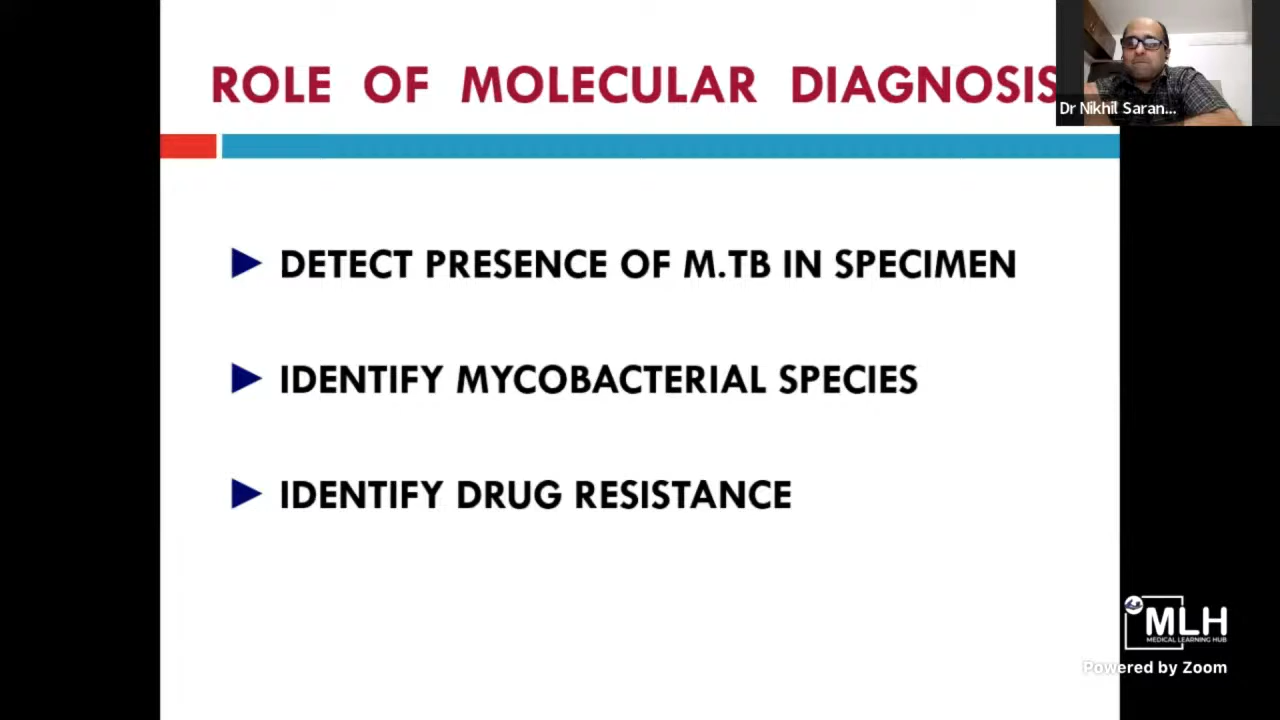 ROLE OF MOLECULAR DIAGNOSIS
Dr Nikhil Saran...
DETECT PRESENCE OF M.TB IN SPECIMEN
IDENTIFY MYCOBACTERIAL SPECIES
IDENTIFY DRUG RESISTANCE
MLH
MEDICAL LEARNING HUB
Powered by Zoom